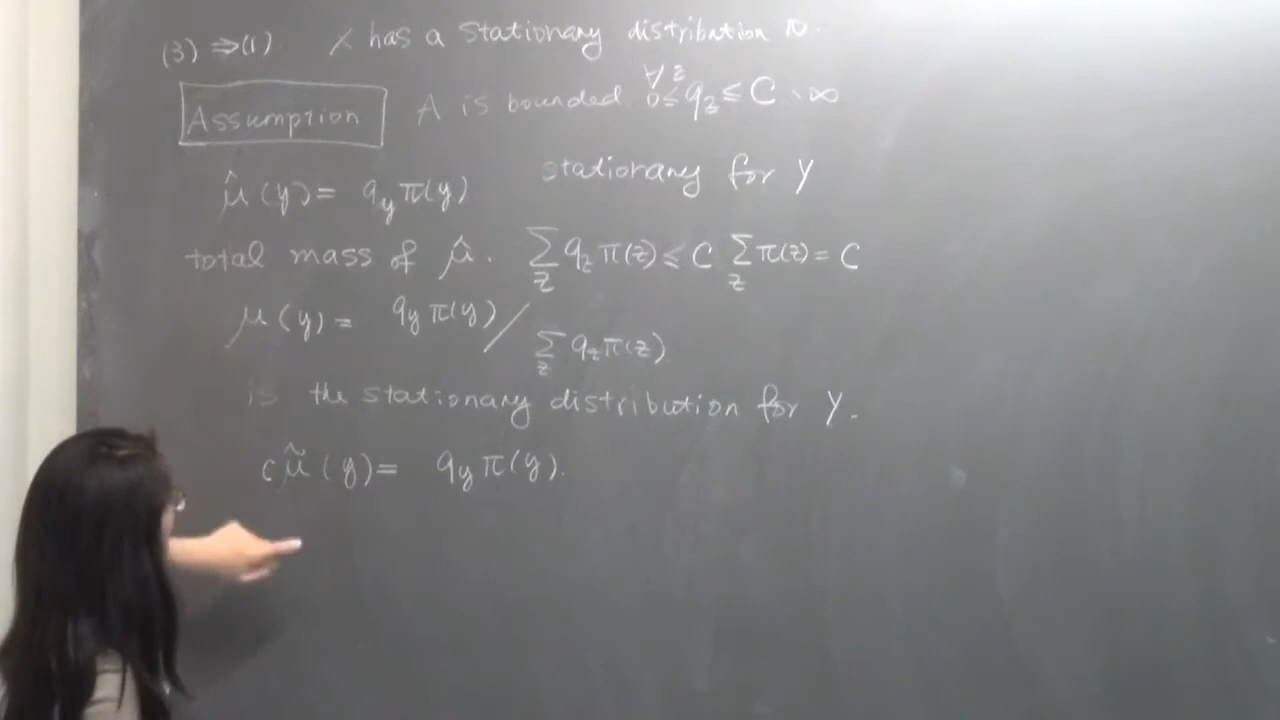 (3) ⇒(1). X has a stationary distribution π.
Assumption A is bounded ∀z 0≤ q_z ≤ C < ∞
μ̂(y) = q_y π(y) stationary for Y
total mass of μ̂. ∑_z q_z π(z) ≤ C ∑_z π(z) = C
μ(y) = q_y π(y) / ∑_z q_z π(z)
is the stationary distribution for Y.
c μ̃(y) = q_y π(y).